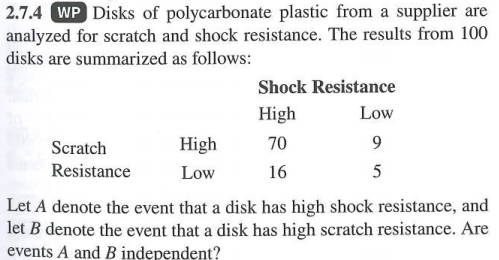 2.7.4 WP Disks of polycarbonate plastic from a supplier are
analyzed for scratch and shock resistance. The results from 100
disks are summarized as follows:
Shock Resistance
High Low
Scratch High 70 9
Resistance Low 16 5
Let A denote the event that a disk has high shock resistance, and
let B denote the event that a disk has high scratch resistance. Are
events A and B independent?